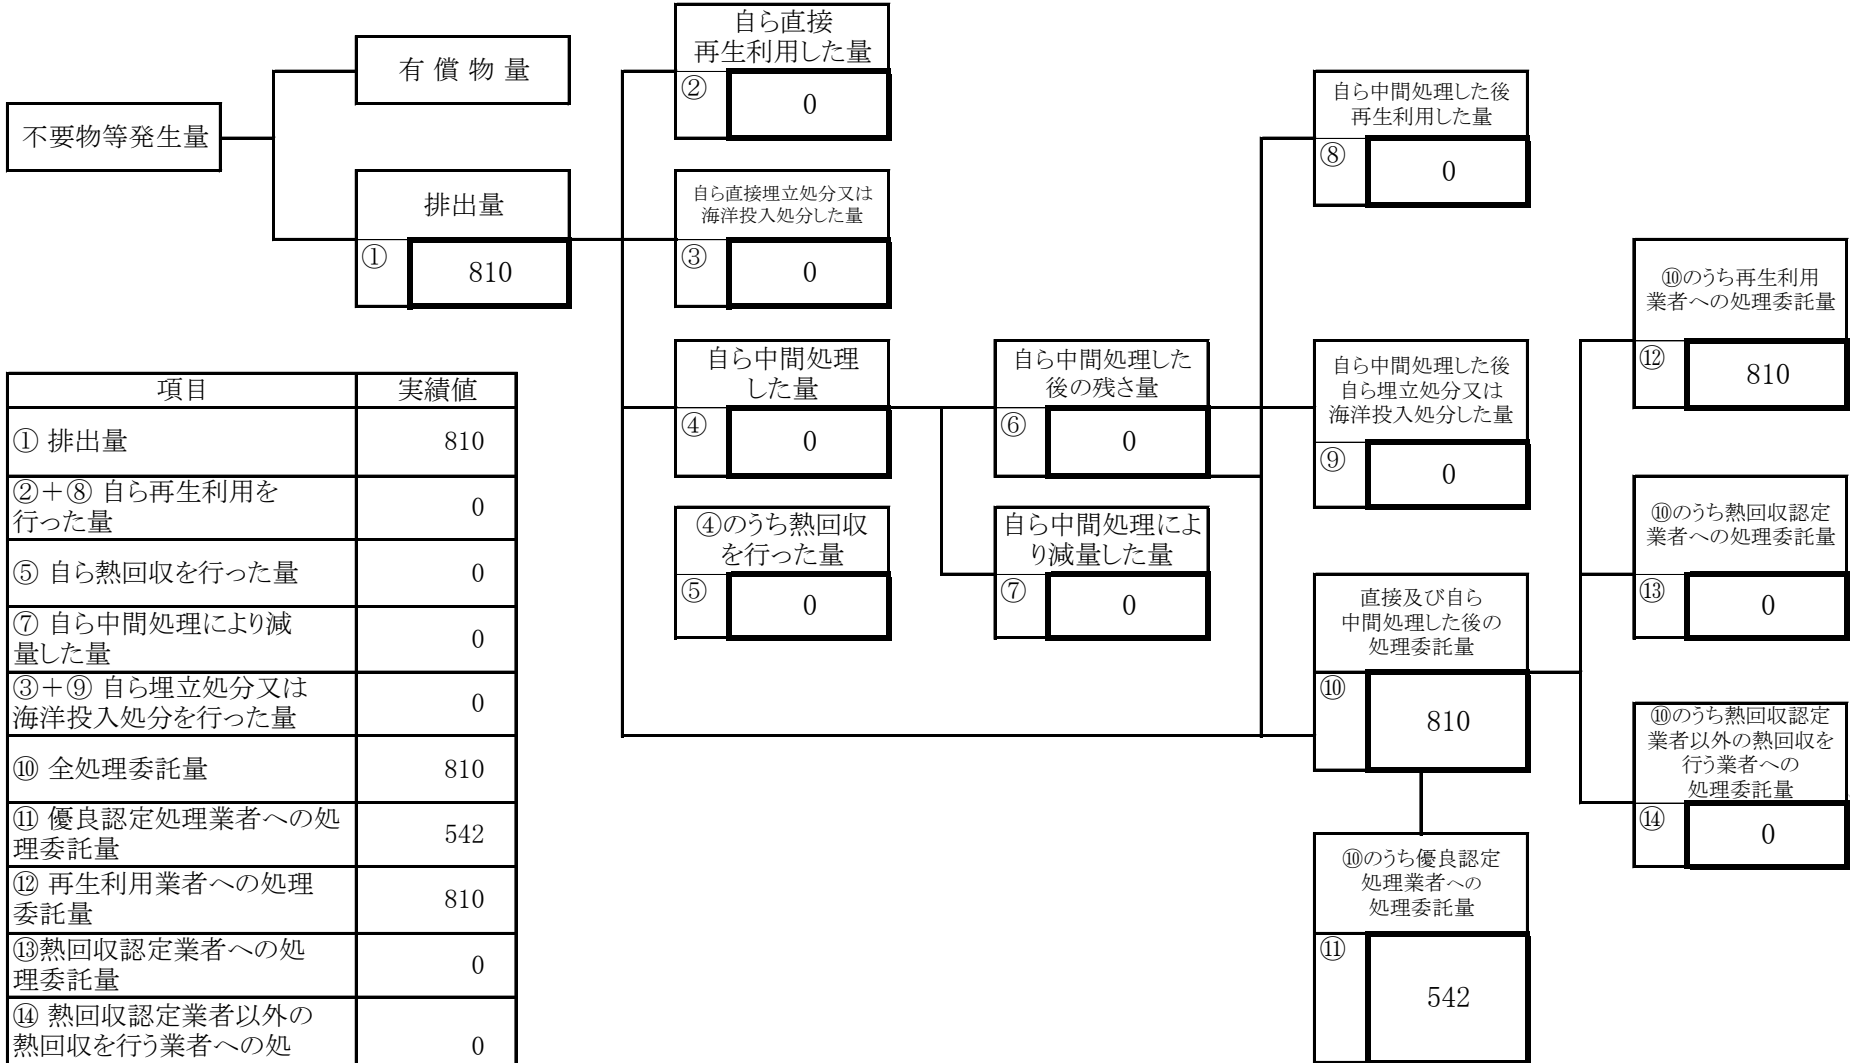 不要物等発生量
有 償 物 量
排出量
①
810
自ら直接
再生利用した量
②
0
自ら直接埋立処分又は
海洋投入処分した量
③
0
自ら中間処理
した量
④
0
④のうち熱回収
を行った量
⑤
0
自ら中間処理した
後の残さ量
⑥
0
自ら中間処理によ
り減量した量
⑦
0
自ら中間処理した後
再生利用した量
⑧
0
自ら中間処理した後
自ら埋立処分又は
海洋投入処分した量
⑨
0
直接及び自ら
中間処理した後の
処理委託量
⑩
810
⑩のうち優良認定
処理業者への
処理委託量
⑪
542
⑩のうち再生利用
業者への処理委託量
⑫
810
⑩のうち熱回収認定
業者への処理委託量
⑬
0
⑩のうち熱回収認定
業者以外の熱回収を
行う業者への
処理委託量
⑭
0
項目 実績値
① 排出量 810
②＋⑧ 自ら再生利用を
行った量 0
⑤ 自ら熱回収を行った量 0
⑦ 自ら中間処理により減
量した量 0
③＋⑨ 自ら埋立処分又は
海洋投入処分を行った量 0
⑩ 全処理委託量 810
⑪ 優良認定処理業者への処
理委託量 542
⑫ 再生利用業者への処理
委託量 810
⑬熱回収認定業者への処
理委託量 0
⑭ 熱回収認定業者以外の
熱回収を行う業者への処 0